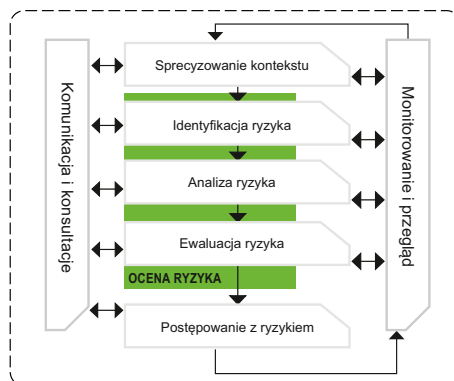 Komunikacja i konsultacje
Sprecyzowanie kontekstu
Identyfikacja ryzyka
Analiza ryzyka
Ewaluacja ryzyka
OCENA RYZYKA
Postępowanie z ryzykiem
Monitorowanie i przegląd